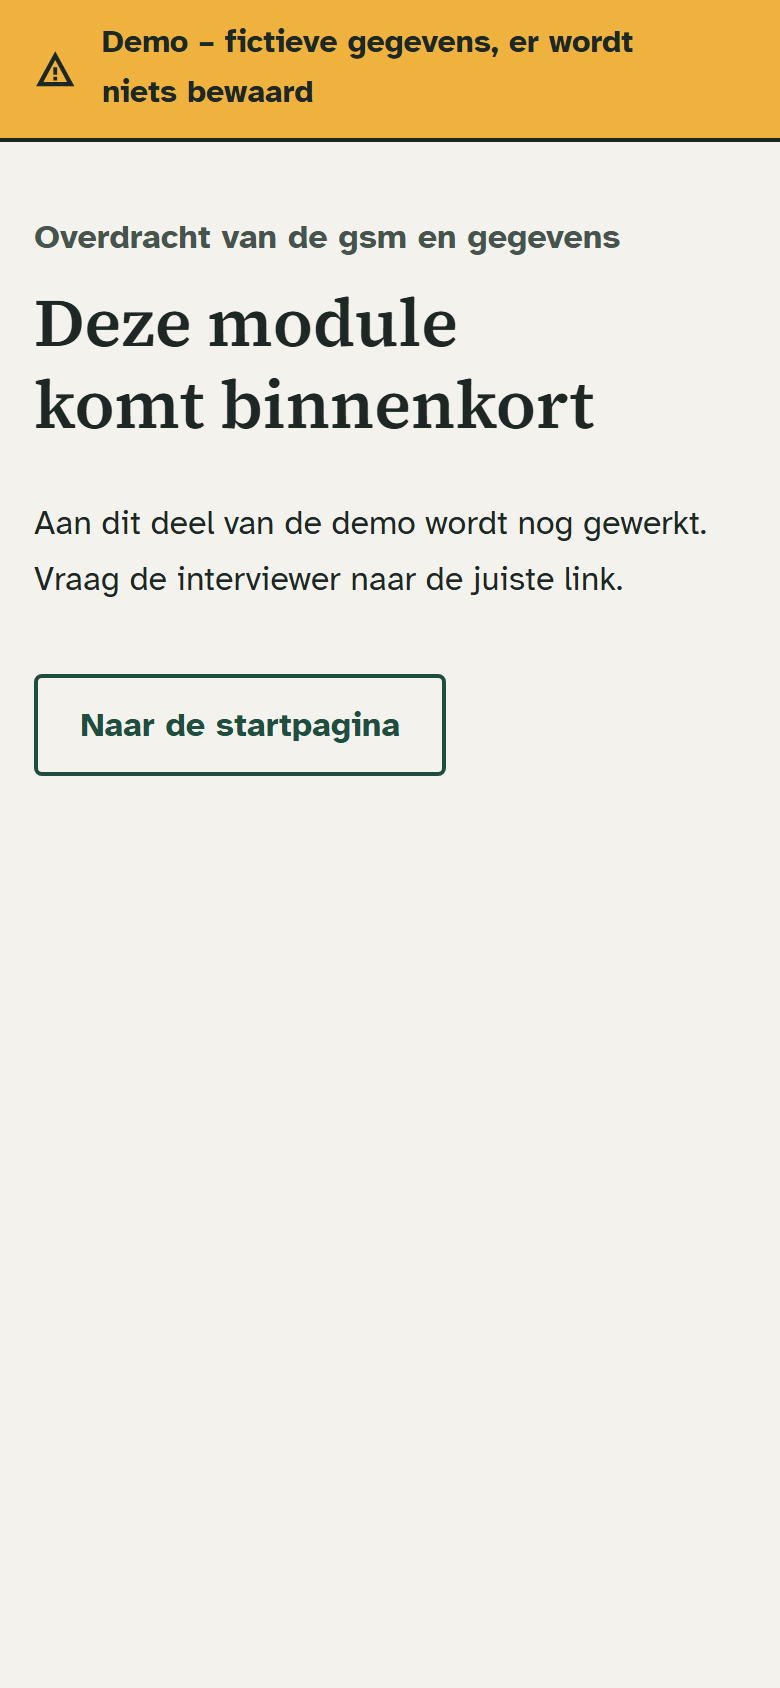 Demo – fictieve gegevens, er wordt
niets bewaard
Overdracht van de gsm en gegevens
Deze module
komt binnenkort
Aan dit deel van de demo wordt nog gewerkt.
Vraag de interviewer naar de juiste link.
Naar de startpagina